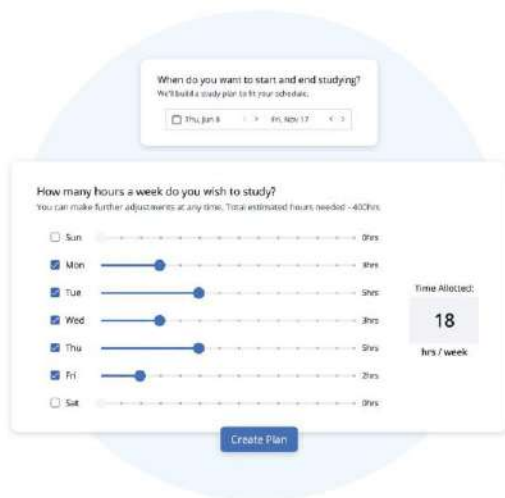 When do you want to start and end studying?
We'll build a study plan to fit your schedule.
Thu, Jun 8 Fri, Nov 17
How many hours a week do you wish to study?
You can make further adjustments at any time. Total estimated hours needed - 400hrs
Sun 0hrs
Mon 3hrs
Tue 5hrs
Wed 3hrs
Thu 5hrs
Fri 2hrs
Sat 0hrs
Time Allotted:
18
hrs / week
Create Plan